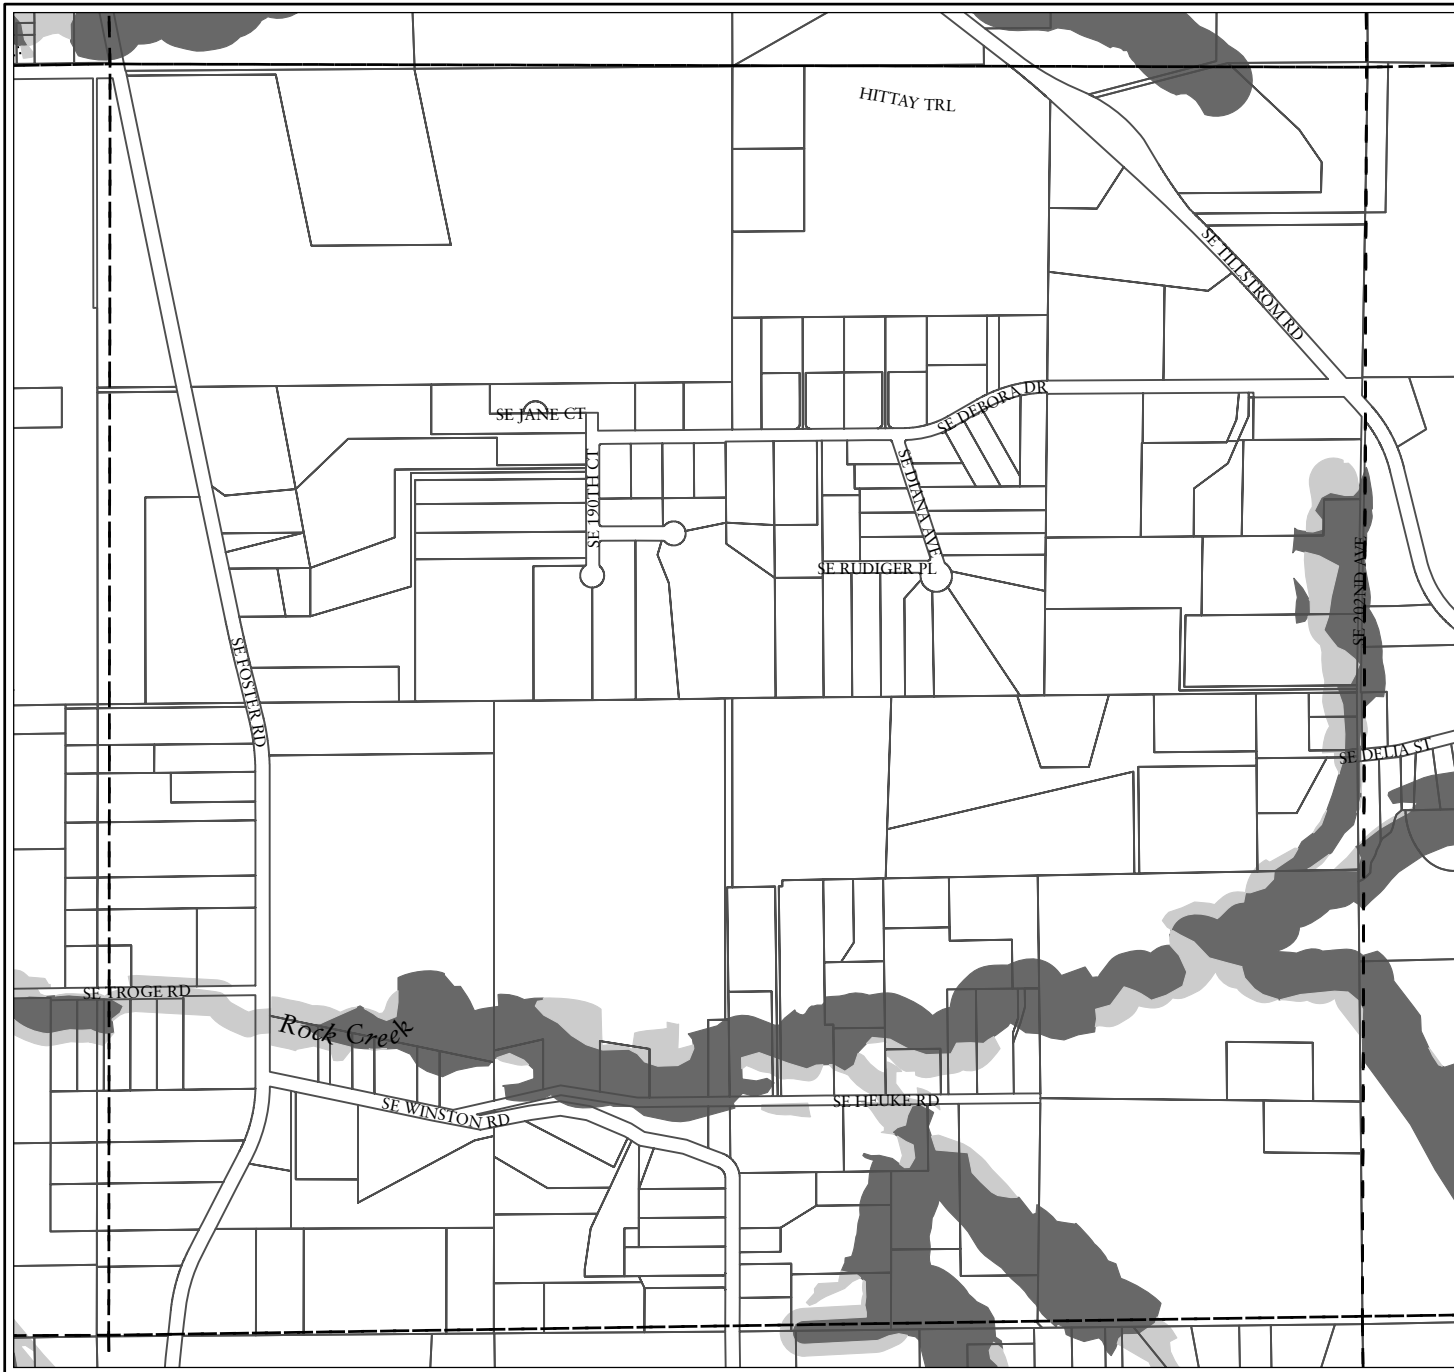 HITTAY TRL
SE TILLSTROM RD
SE DEBORA DR
SE JANE CT
SE 190TH CT
SE DIANA AVE
SE RUDIGER PL
SE 202ND AVE
SE FOSTER RD
SE DELIA ST
SE TROGE RD
Rock Creek
SE WINSTON RD
SE HEUKE RD